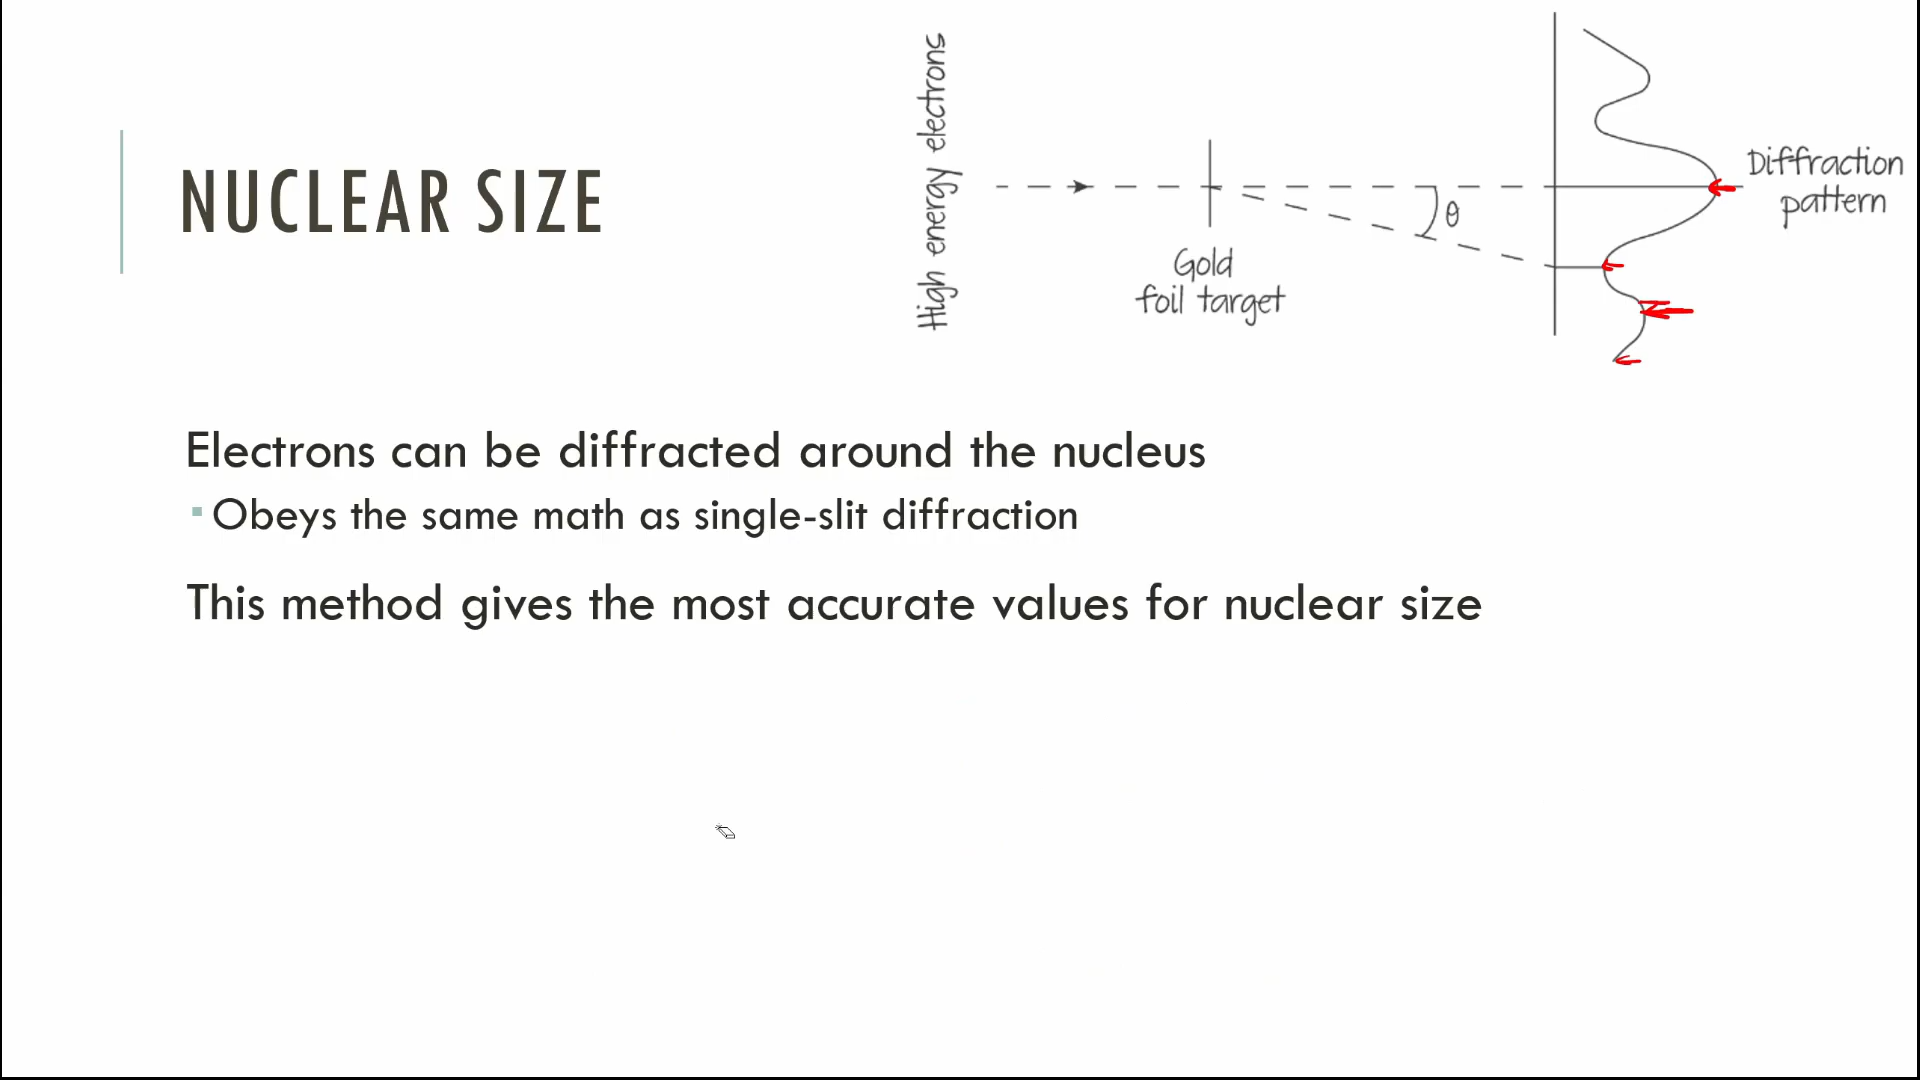 NUCLEAR SIZE
High energy electrons
Gold
foil target
θ
Diffraction
pattern
Electrons can be diffracted around the nucleus
Obeys the same math as single-slit diffraction
This method gives the most accurate values for nuclear size